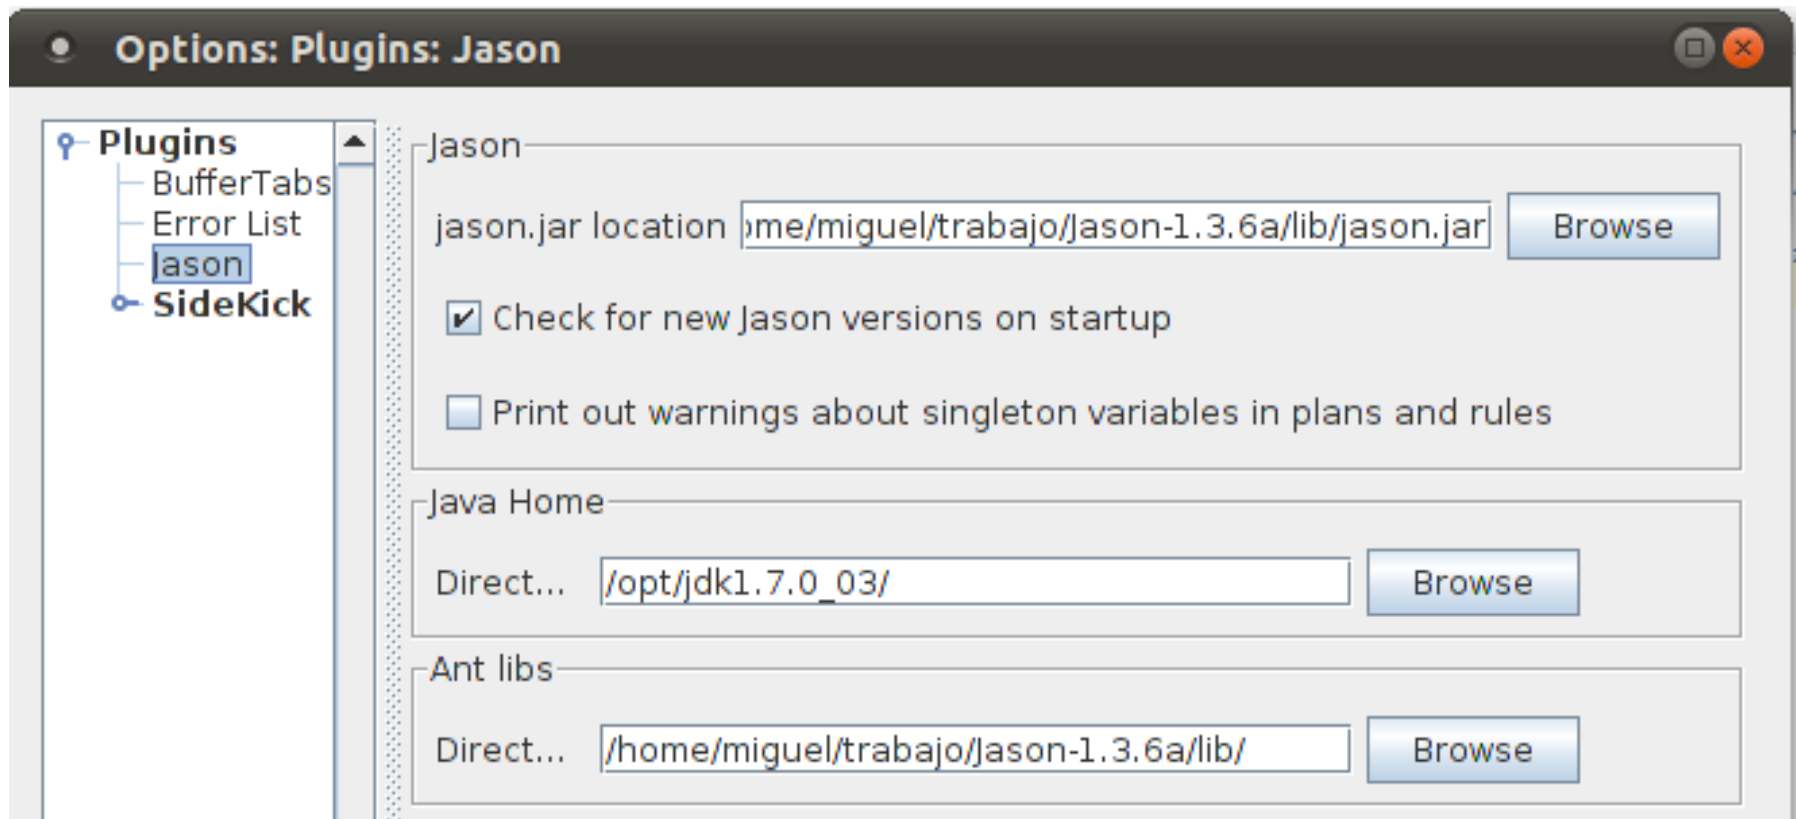 Options: Plugins: Jason
Plugins
BufferTabs
Error List
Jason
SideKick
Jason
jason.jar location ome/miguel/trabajo/Jason-1.3.6a/lib/jason.jar Browse
Check for new Jason versions on startup
Print out warnings about singleton variables in plans and rules
Java Home
Direct... /opt/jdk1.7.0_03/ Browse
Ant libs
Direct... /home/miguel/trabajo/Jason-1.3.6a/lib/ Browse